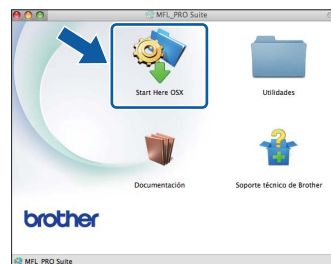 MFL_PRO Suite
Start Here OSX
Utilidades
Documentación
Soporte técnico de Brother
brother
MFL_PRO Suite